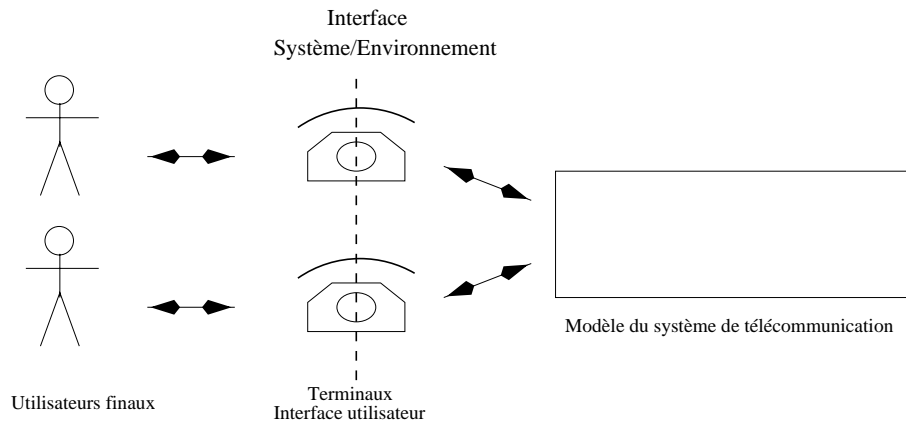 Interface
Système/Environnement
Modèle du système de télécommunication
Utilisateurs finaux
Terminaux
Interface utilisateur